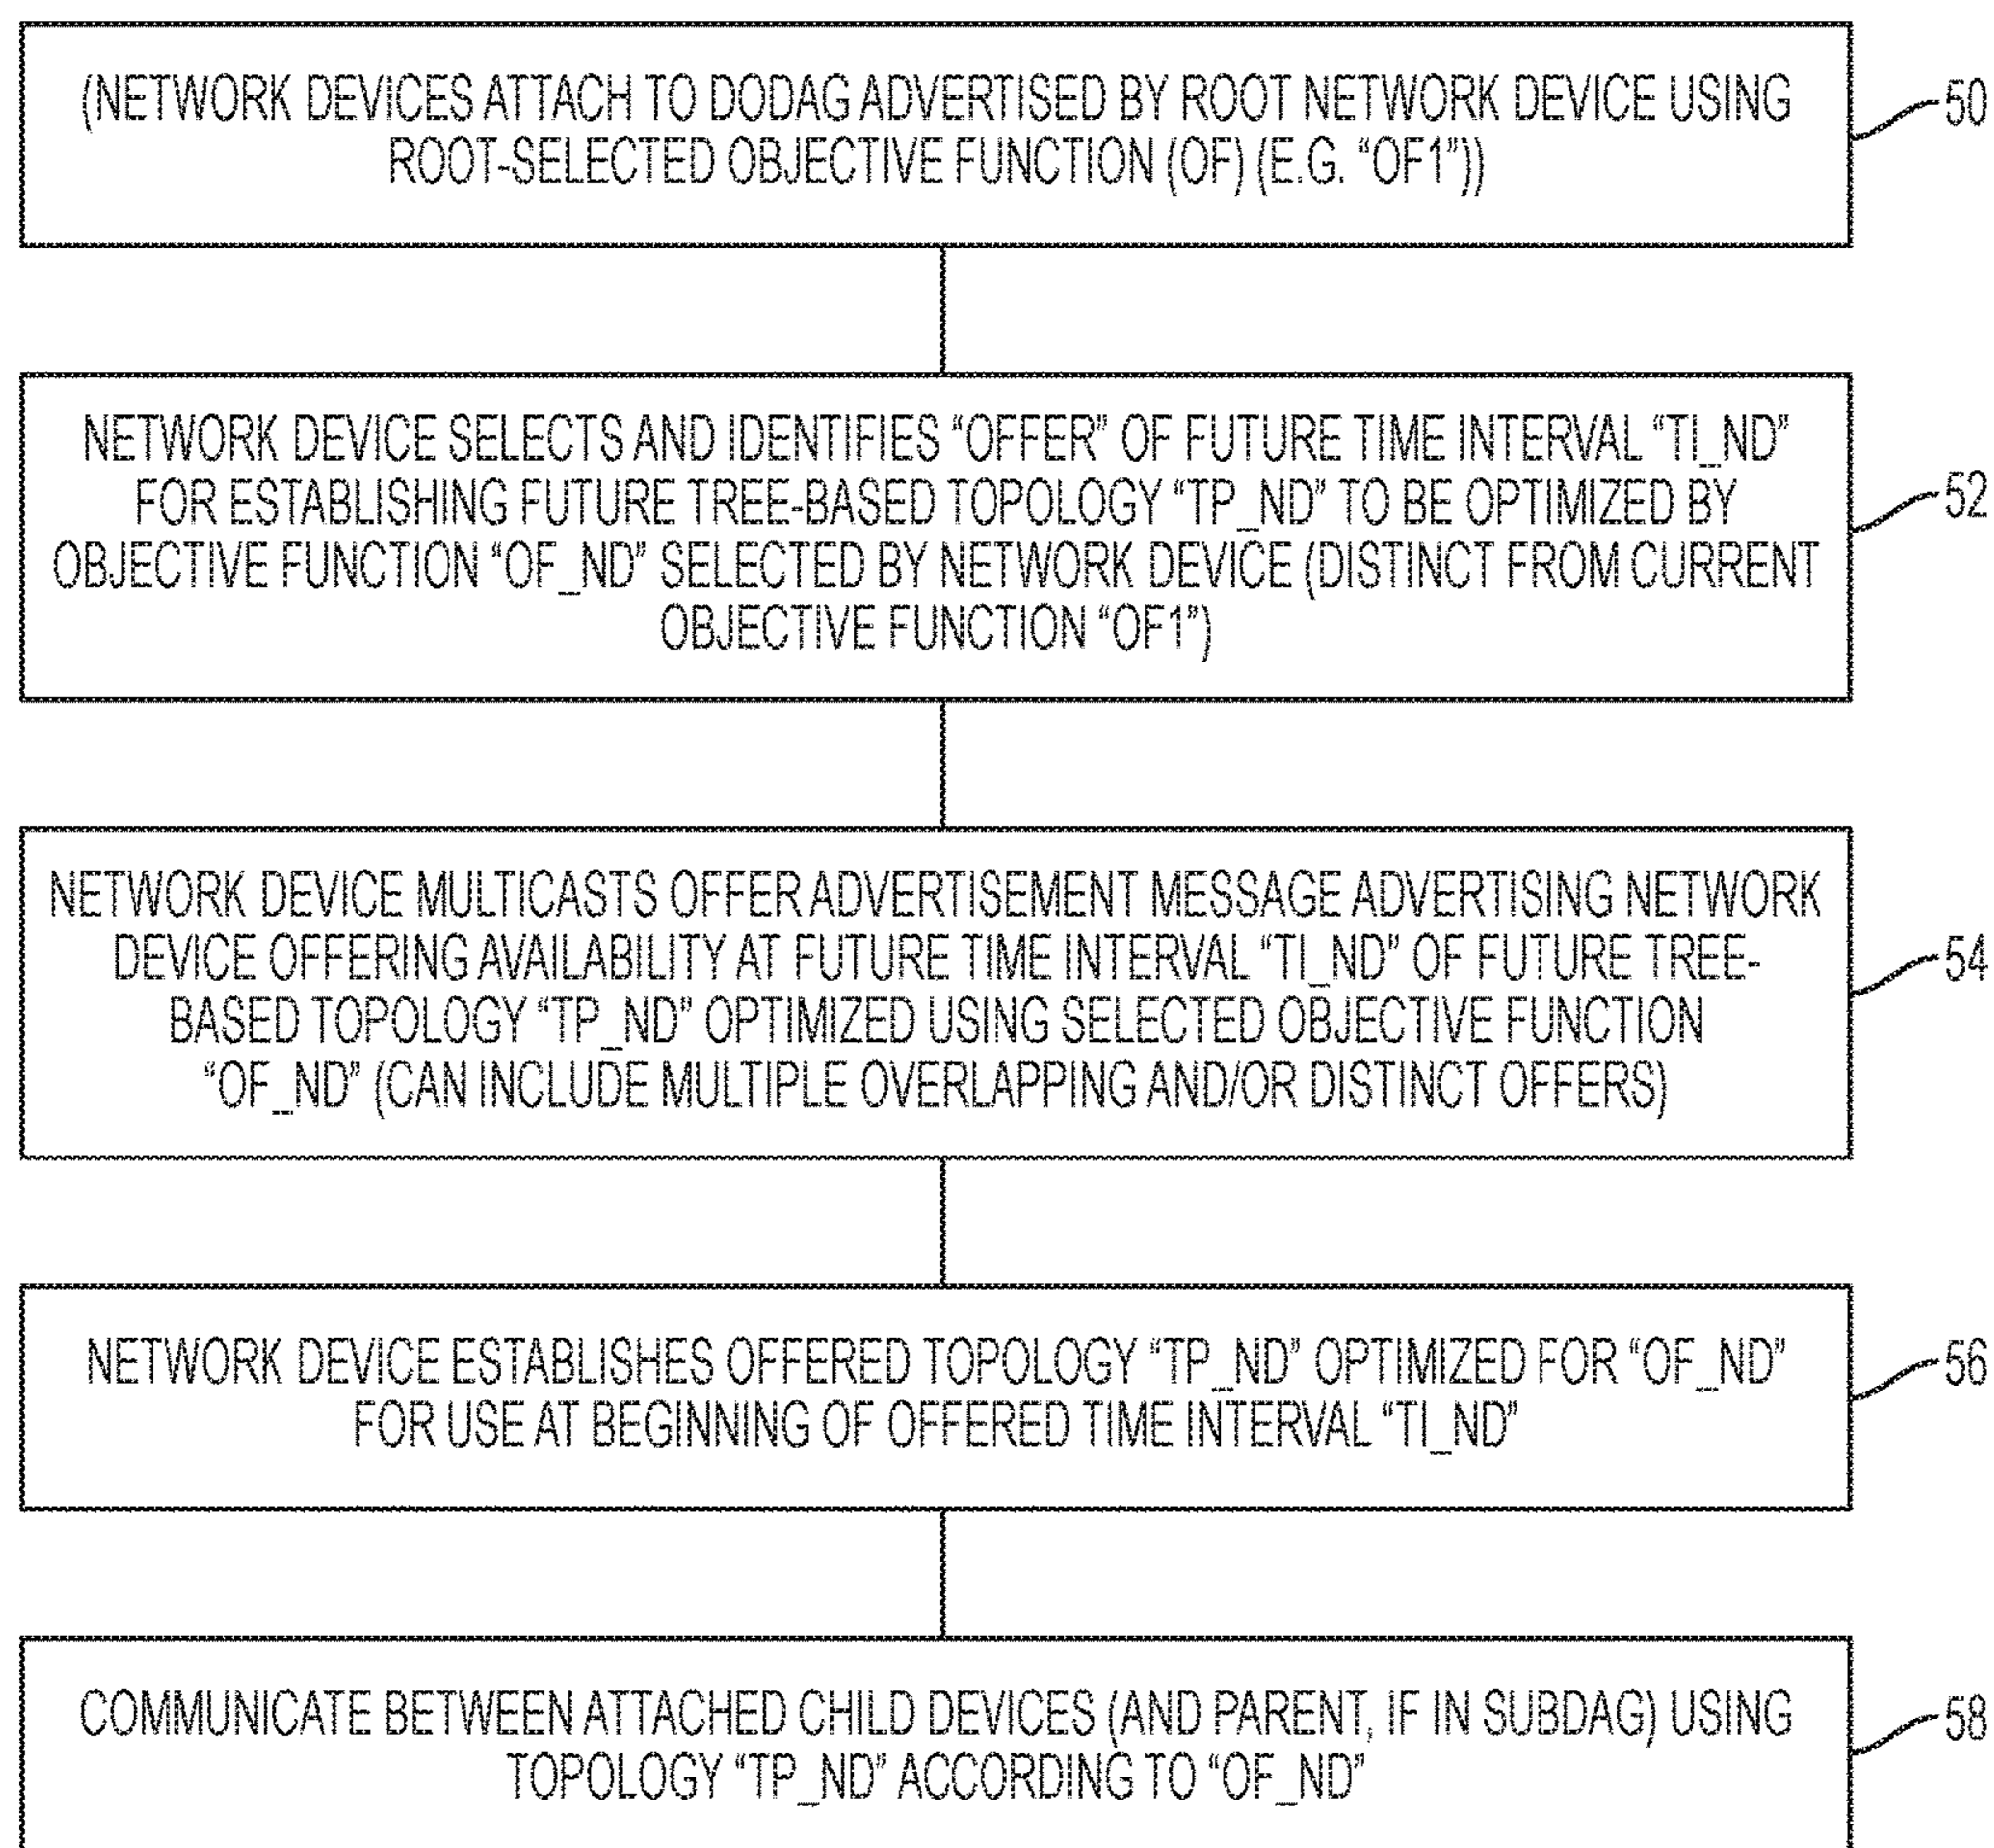 (NETWORK DEVICES ATTACH TO DODAG ADVERTISED BY ROOT NETWORK DEVICE USING
ROOT-SELECTED OBJECTIVE FUNCTION (OF) (E.G. “OF1”))
50
NETWORK DEVICE SELECTS AND IDENTIFIES “OFFER” OF FUTURE TIME INTERVAL “TI_ND”
FOR ESTABLISHING FUTURE TREE-BASED TOPOLOGY “TP_ND” TO BE OPTIMIZED BY
OBJECTIVE FUNCTION “OF_ND” SELECTED BY NETWORK DEVICE (DISTINCT FROM CURRENT
OBJECTIVE FUNCTION “OF1”)
52
NETWORK DEVICE MULTICASTS OFFER ADVERTISEMENT MESSAGE ADVERTISING NETWORK
DEVICE OFFERING AVAILABILITY AT FUTURE TIME INTERVAL “TI_ND” OF FUTURE TREE-
BASED TOPOLOGY “TP_ND” OPTIMIZED USING SELECTED OBJECTIVE FUNCTION
“OF_ND” (CAN INCLUDE MULTIPLE OVERLAPPING AND/OR DISTINCT OFFERS)
54
NETWORK DEVICE ESTABLISHES OFFERED TOPOLOGY “TP_ND” OPTIMIZED FOR “OF_ND”
FOR USE AT BEGINNING OF OFFERED TIME INTERVAL “TI_ND”
56
COMMUNICATE BETWEEN ATTACHED CHILD DEVICES (AND PARENT, IF IN SUBDAG) USING
TOPOLOGY “TP_ND” ACCORDING TO “OF_ND”
58